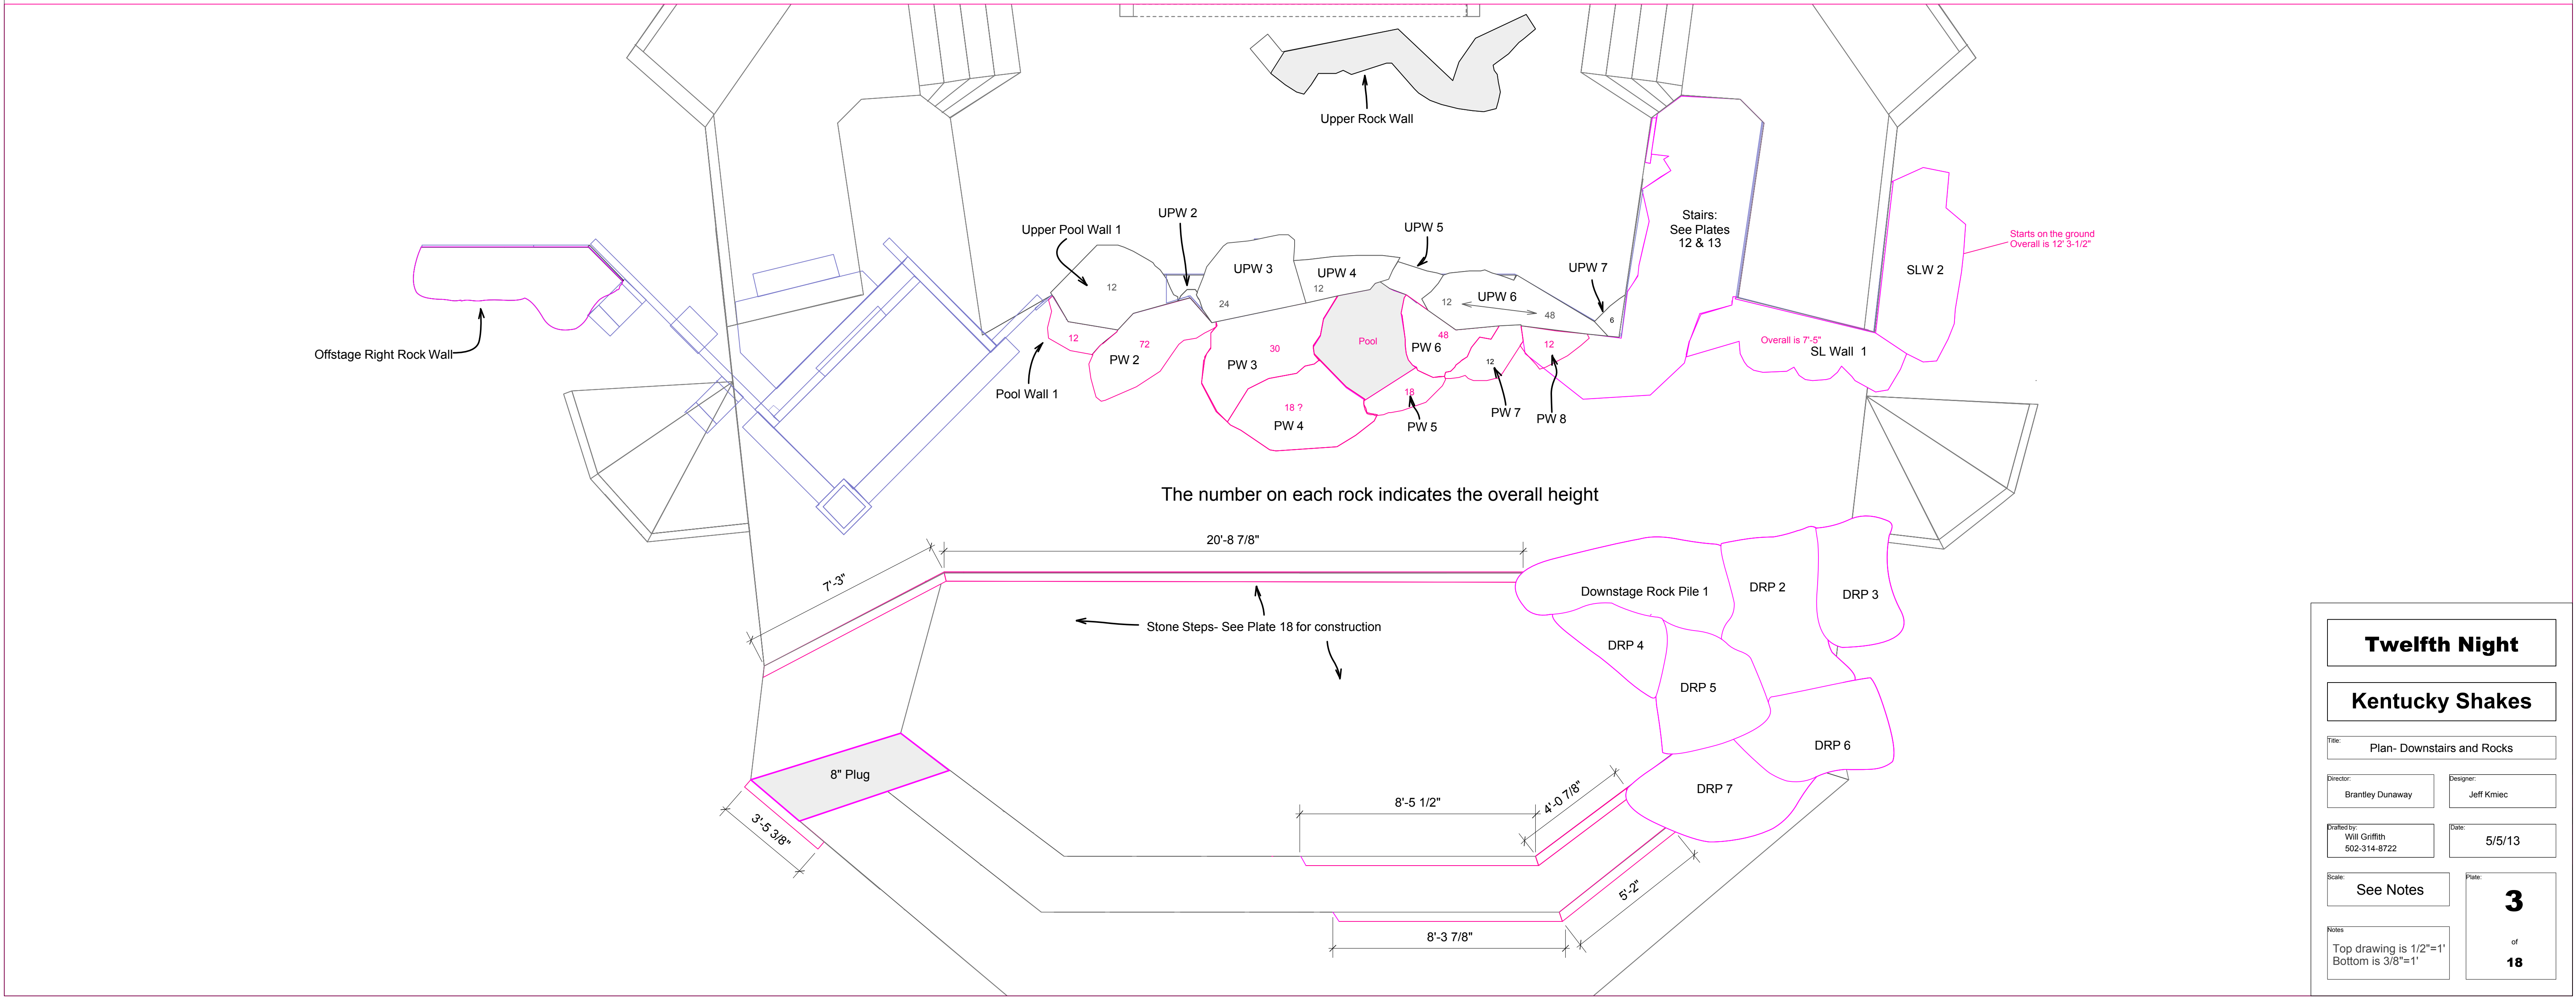 Upper Rock Wall
UPW 2
Upper Pool Wall 1
UPW 5
Stairs:
See Plates
12 & 13
Starts on the ground
Overall is 12' 3-1/2"
UPW 3
UPW 4
UPW 7
SLW 2
12
12
24
12
UPW 6
48
6
Offstage Right Rock Wall
12
72
PW 2
30
PW 3
Pool
48
PW 6
12
12
Overall is 7'-5"
SL Wall 1
Pool Wall 1
18
18 ?
PW 4
PW 5
PW 7
PW 8
The number on each rock indicates the overall height
20'-8 7/8"
7'-3"
Stone Steps- See Plate 18 for construction
Downstage Rock Pile 1
DRP 2
DRP 3
DRP 4
DRP 5
DRP 6
DRP 7
8" Plug
3'-5 3/8"
8'-5 1/2"
4'-0 7/8"
5'-2"
8'-3 7/8"
Twelfth Night
Kentucky Shakes
Title:
Plan- Downstairs and Rocks
Director:
Brantley Dunaway
Designer:
Jeff Kmiec
Drafted by:
Will Griffith
502-314-8722
Date:
5/5/13
Scale:
See Notes
Plate:
3
of
18
Notes
Top drawing is 1/2"=1'
Bottom is 3/8"=1'